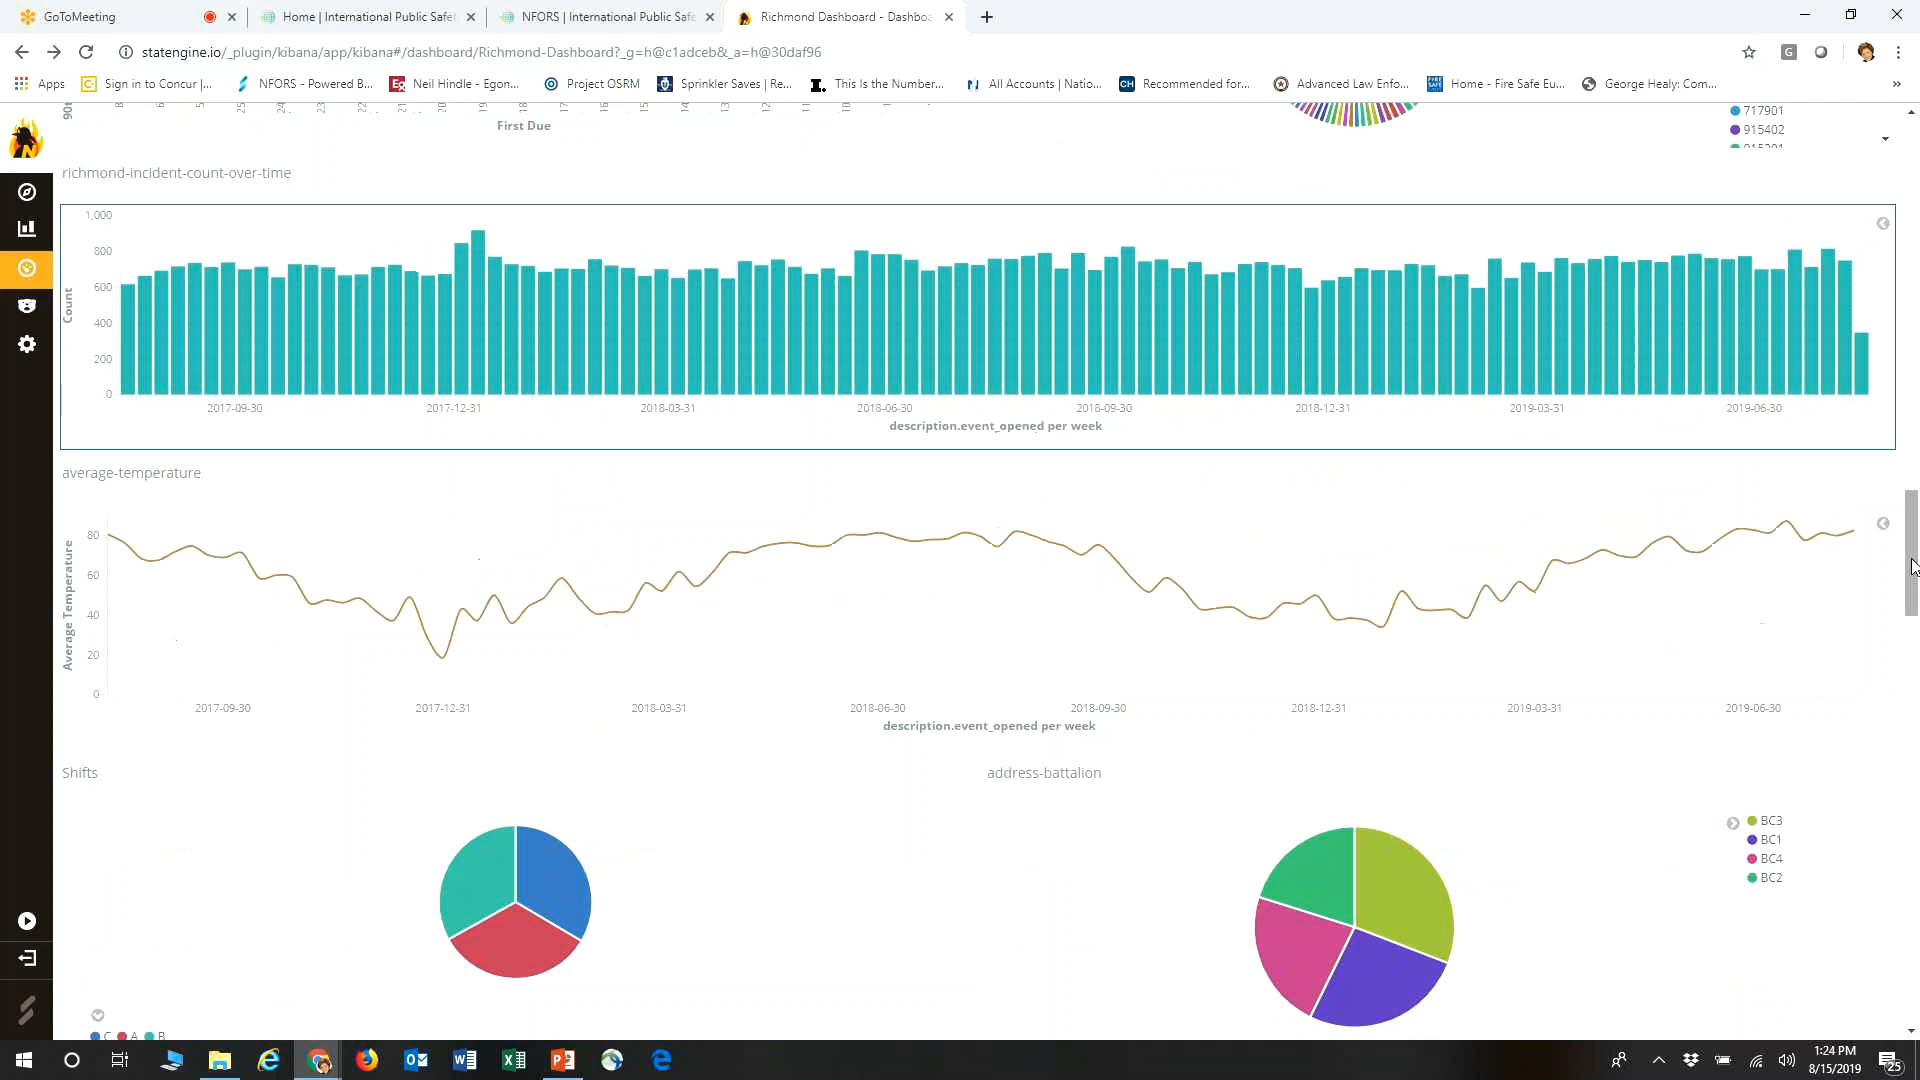 GoToMeeting
Home | International Public Safet
NFORS | International Public Safe
Richmond Dashboard - Dashboa
statengine.io/_plugin/kibana/app/kibana#/dashboard/Richmond-Dashboard?_g=h@c1adceb&_a=h@30daf96
Apps
Sign in to Concur |...
NFORS - Powered B...
Neil Hindle - Egon...
Project OSRM
Sprinkler Saves | Re...
This Is the Number...
All Accounts | Natio...
Recommended for...
Advanced Law Enfo...
Home - Fire Safe Eu...
George Healy: Com...
First Due
717901
915402
richmond-incident-count-over-time
1,000
800
600
400
200
0
Count
2017-09-30 2017-12-31 2018-03-31 2018-06-30 2018-09-30 2018-12-31 2019-03-31 2019-06-30
description.event_opened per week
average-temperature
80
60
40
20
0
Average Temperature
2017-09-30 2017-12-31 2018-03-31 2018-06-30 2018-09-30 2018-12-31 2019-03-31 2019-06-30
description.event_opened per week
Shifts
address-battalion
BC3
BC1
BC4
BC2
C A B
1:24 PM
8/15/2019
25